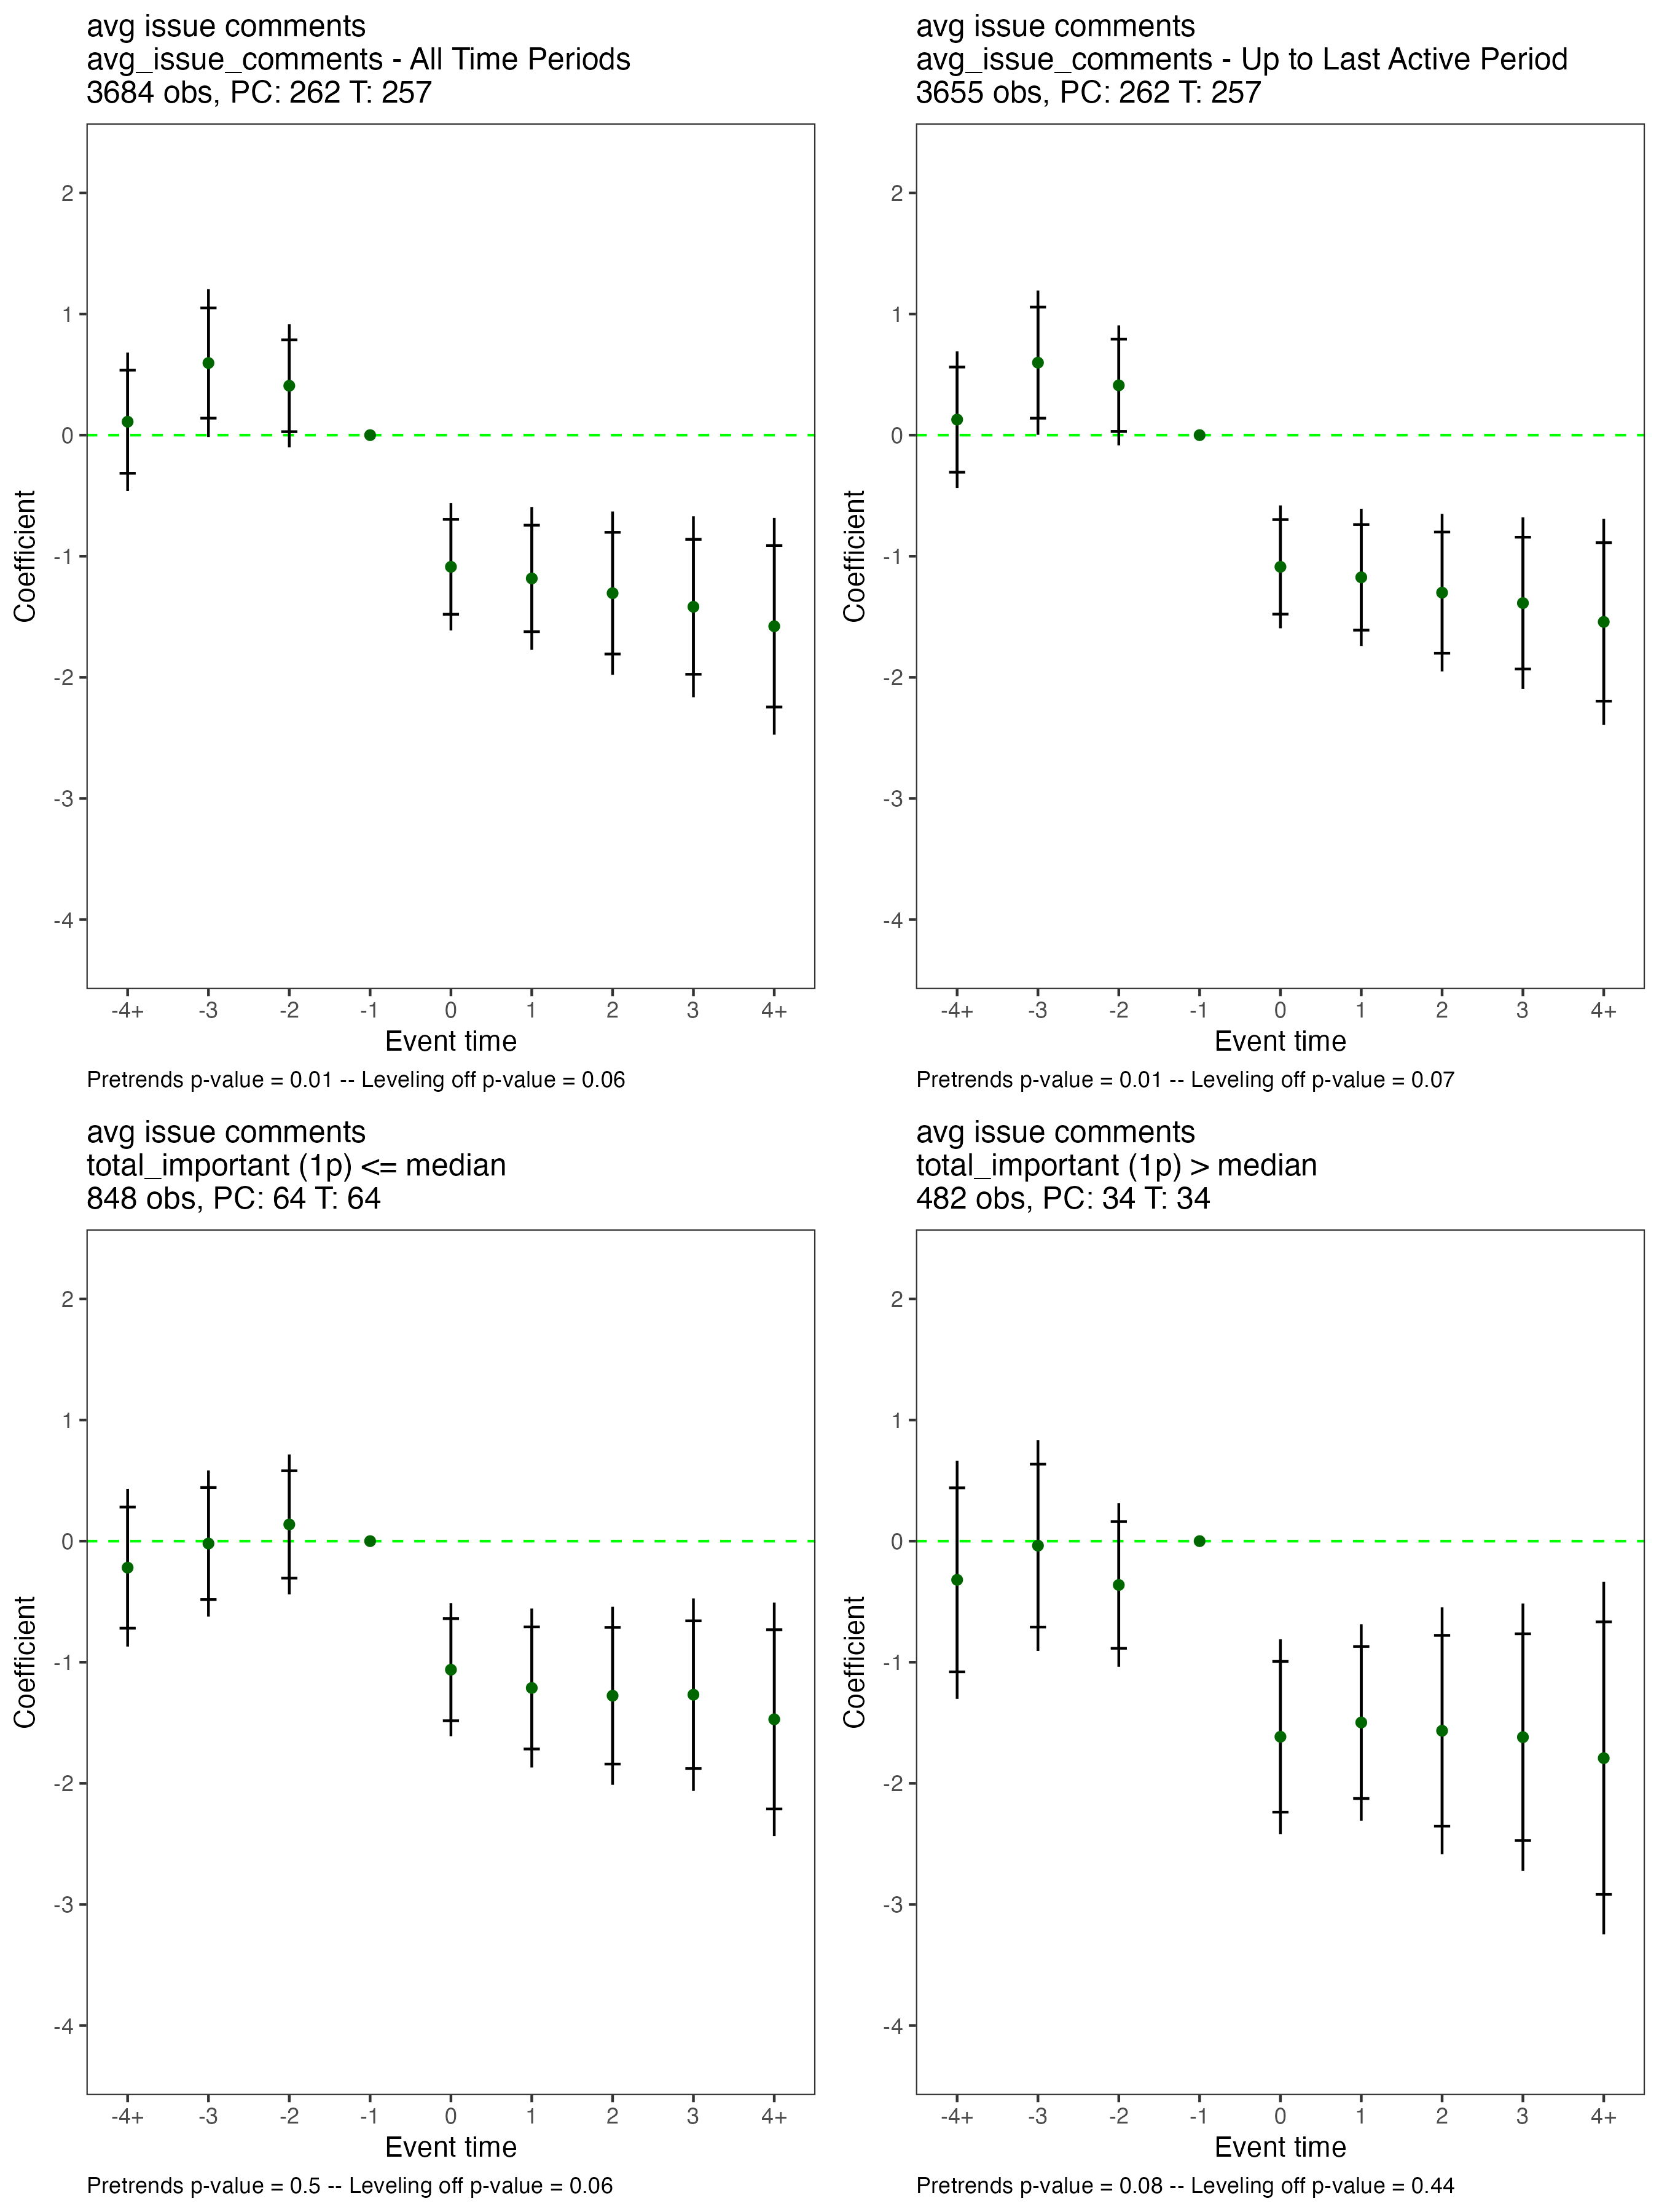 avg issue comments
avg_issue_comments - All Time Periods
3684 obs, PC: 262 T: 257
2
1
0
-1
-2
-3
-4
Coefficient
-4+ -3 -2 -1 0 1 2 3 4+
Event time
Pretrends p-value = 0.01 -- Leveling off p-value = 0.06
avg issue comments
avg_issue_comments - Up to Last Active Period
3655 obs, PC: 262 T: 257
2
1
0
-1
-2
-3
-4
Coefficient
-4+ -3 -2 -1 0 1 2 3 4+
Event time
Pretrends p-value = 0.01 -- Leveling off p-value = 0.07
avg issue comments
total_important (1p) <= median
848 obs, PC: 64 T: 64
2
1
0
-1
-2
-3
-4
Coefficient
-4+ -3 -2 -1 0 1 2 3 4+
Event time
Pretrends p-value = 0.5 -- Leveling off p-value = 0.06
avg issue comments
total_important (1p) > median
482 obs, PC: 34 T: 34
2
1
0
-1
-2
-3
-4
Coefficient
-4+ -3 -2 -1 0 1 2 3 4+
Event time
Pretrends p-value = 0.08 -- Leveling off p-value = 0.44